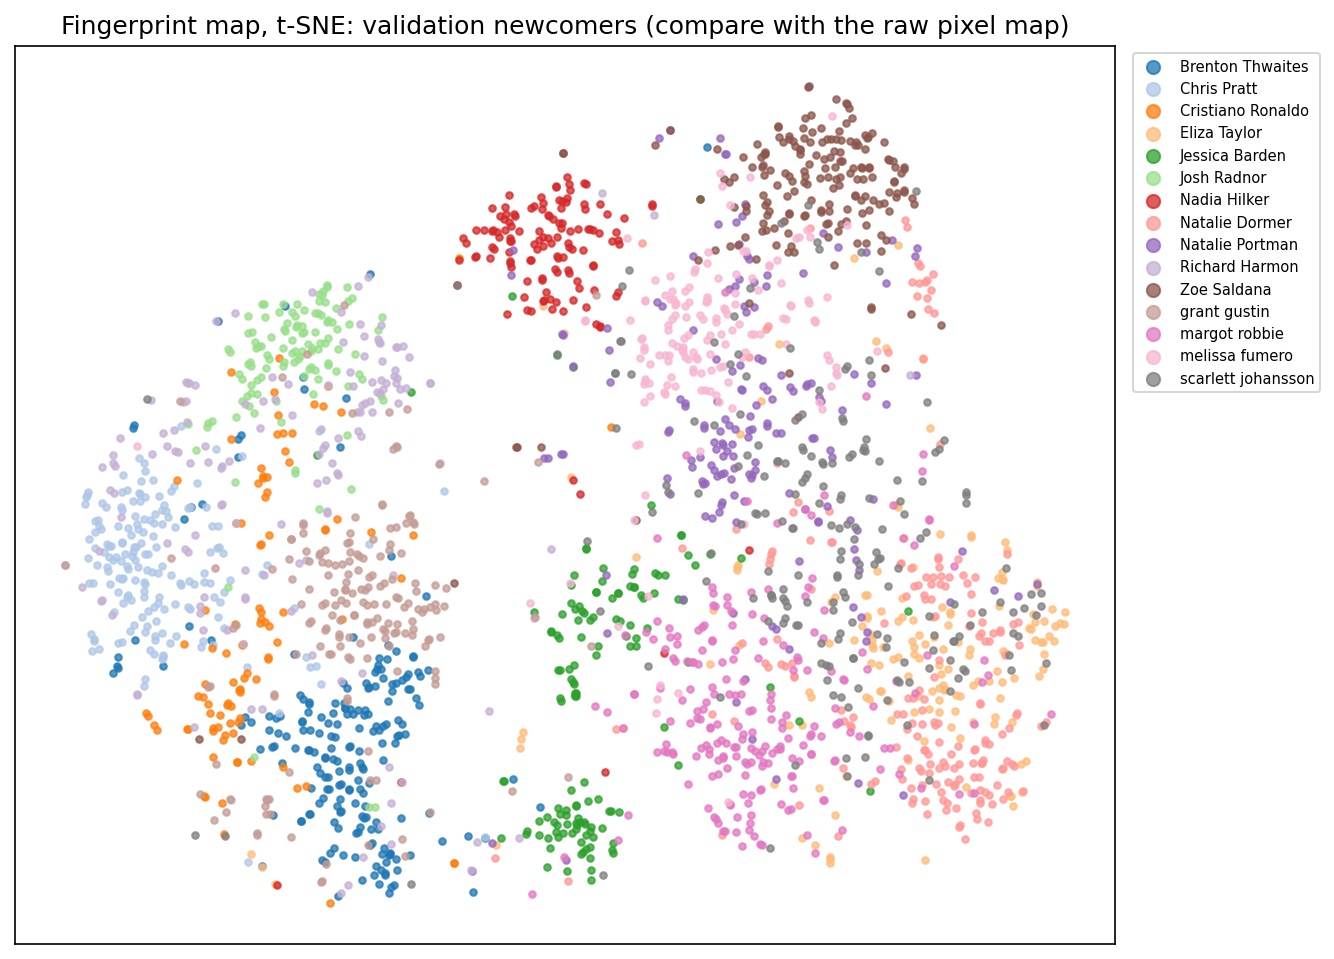 Fingerprint map, t-SNE: validation newcomers (compare with the raw pixel map)
Brenton Thwaites
Chris Pratt
Cristiano Ronaldo
Eliza Taylor
Jessica Barden
Josh Radnor
Nadia Hilker
Natalie Dormer
Natalie Portman
Richard Harmon
Zoe Saldana
grant gustin
margot robbie
melissa fumero
scarlett johansson